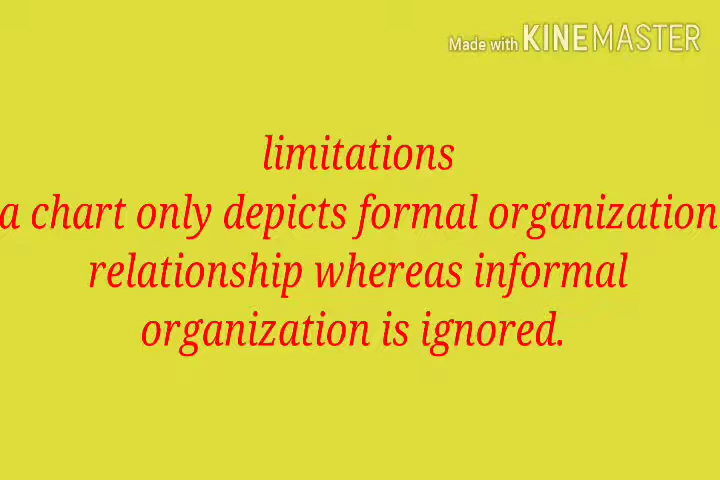 Made with KINEMASTER
limitations
a chart only depicts formal organization
relationship whereas informal
organization is ignored.